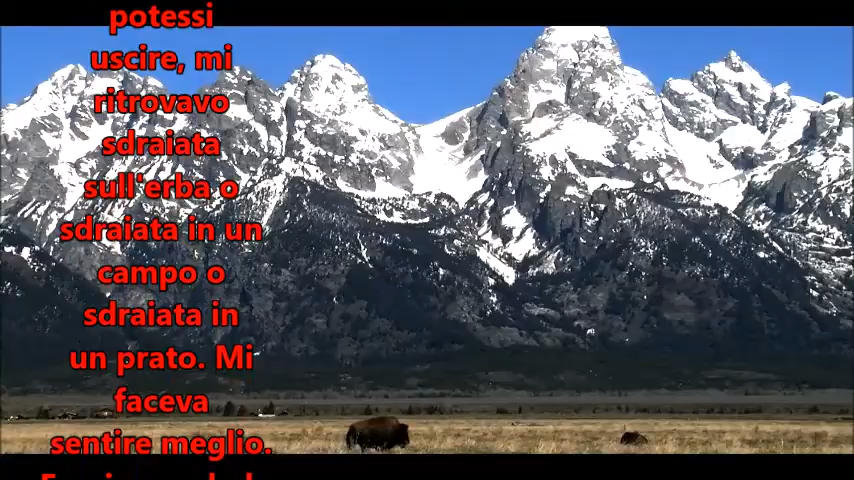 potessi
uscire, mi
ritrovavo
sdraiata
sull'erba o
sdraiata in un
campo o
sdraiata in
un prato. Mi
faceva
sentire meglio.